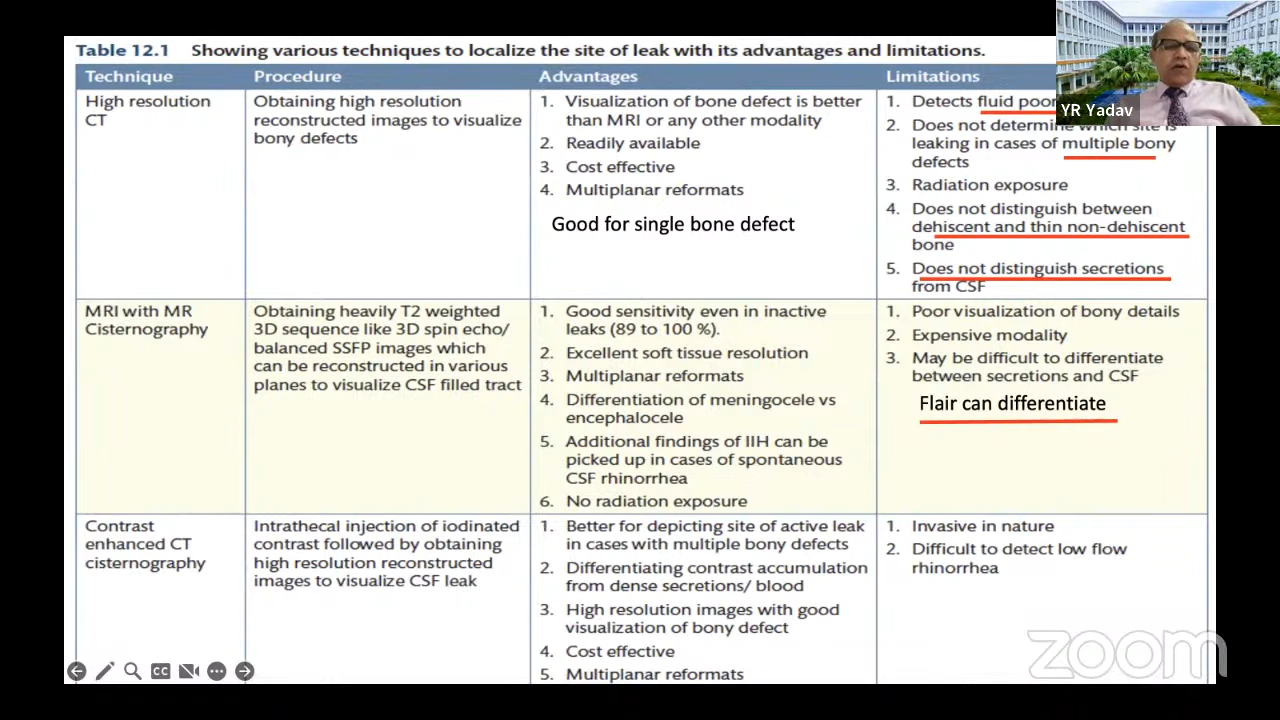 Table 12.1 Showing various techniques to localize the site of leak with its advantages and limitations.
Technique
Procedure
Advantages
Limitations
High resolution
CT
Obtaining high resolution
reconstructed images to visualize
bony defects
1. Visualization of bone defect is better
than MRI or any other modality
2. Readily available
3. Cost effective
4. Multiplanar reformats
Good for single bone defect
1. Detects fluid poor
2. Does not determine which site is
leaking in cases of multiple bony
defects
3. Radiation exposure
4. Does not distinguish between
dehiscent and thin non-dehiscent
bone
5. Does not distinguish secretions
from CSF
MRI with MR
Cisternography
Obtaining heavily T2 weighted
3D sequence like 3D spin echo/
balanced SSFP images which
can be reconstructed in various
planes to visualize CSF filled tract
1. Good sensitivity even in inactive
leaks (89 to 100 %).
2. Excellent soft tissue resolution
3. Multiplanar reformats
4. Differentiation of meningocele vs
encephalocele
5. Additional findings of IIH can be
picked up in cases of spontaneous
CSF rhinorrhea
6. No radiation exposure
1. Poor visualization of bony details
2. Expensive modality
3. May be difficult to differentiate
between secretions and CSF
Flair can differentiate
Contrast
enhanced CT
cisternography
Intrathecal injection of iodinated
contrast followed by obtaining
high resolution reconstructed
images to visualize CSF leak
1. Better for depicting site of active leak
in cases with multiple bony defects
2. Differentiating contrast accumulation
from dense secretions/ blood
3. High resolution images with good
visualization of bony defect
4. Cost effective
5. Multiplanar reformats
1. Invasive in nature
2. Difficult to detect low flow
rhinorrhea
YR Yadav
CC
zoom